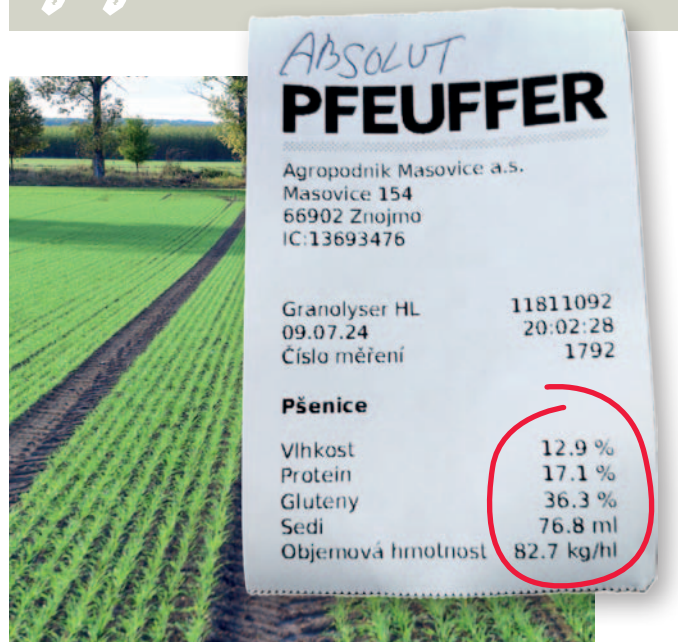 ABSOLUT
PFEUFFER
Agropodnik Masovice a.s.
Masovice 154
66902 Znojmo
IC:13693476
Granolyser HL 11811092
09.07.24 20:02:28
Číslo měření 1792
Pšenice
Vlhkost 12.9 %
Protein 17.1 %
Gluteny 36.3 %
Sedi 76.8 ml
Objemová hmotnost 82.7 kg/hl